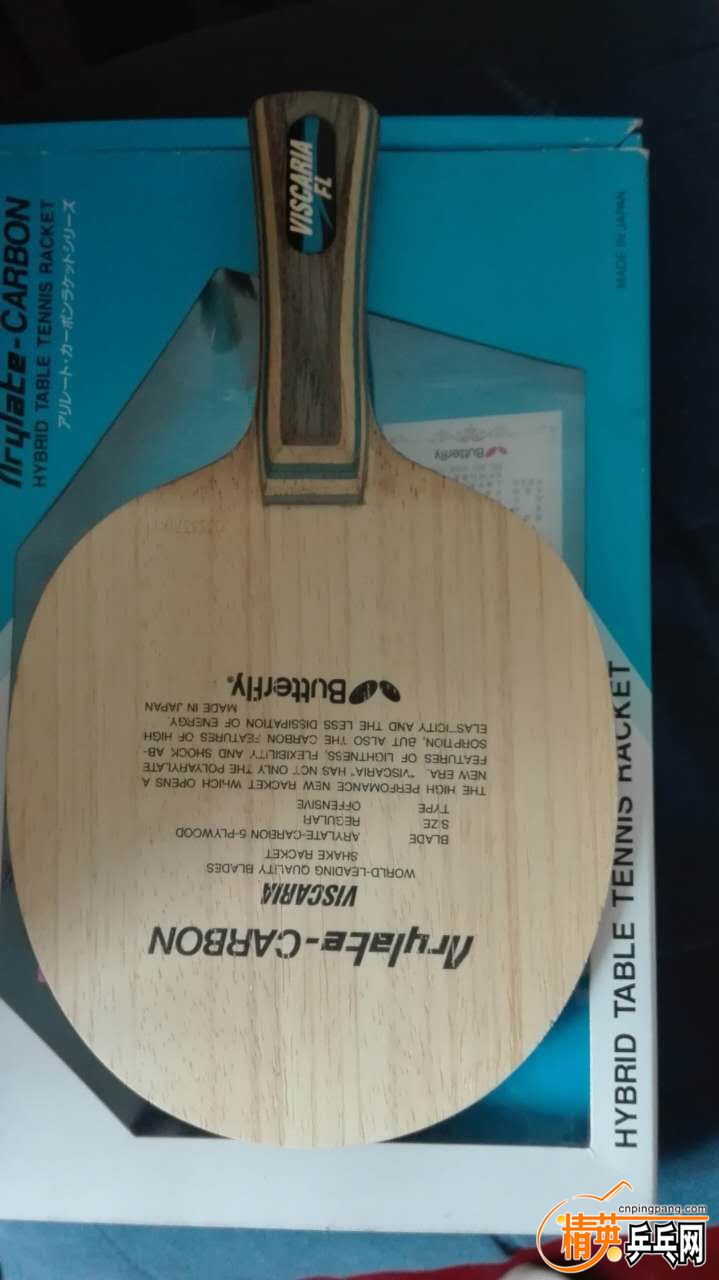 VISCARIA
FL
Arylate-CARBON
HYBRID TABLE TENNIS RACKET
アリレート・カーボンラケットシリーズ
MADE IN JAPAN
Butterfly
Arylate-CARBON
VISCARIA
WORLD-LEADING QUALITY BLADES
SHAKE RACKET
BLADE ARYLATE-CARBON 5-PLYWOOD
SIZE REGULAR
TYPE OFFENSIVE
THE HIGH PERFOMANCE NEW RACKET WHICH OPENS A
NEW ERA. "VISCARIA" HAS NOT ONLY THE POLYARYLATE
FEATURES OF LIGHTNESS, FLEXIBILITY, AND SHOCK AB-
SORPTION, BUT ALSO THE CARBON FEATURES OF HIGH
ELASTICITY AND THE LESS DISSIPATION OF ENERGY.
MADE IN JAPAN
Butterfly®
HYBRID TABLE TENNIS RACKET
cnpingpang.com
精英乒乓网